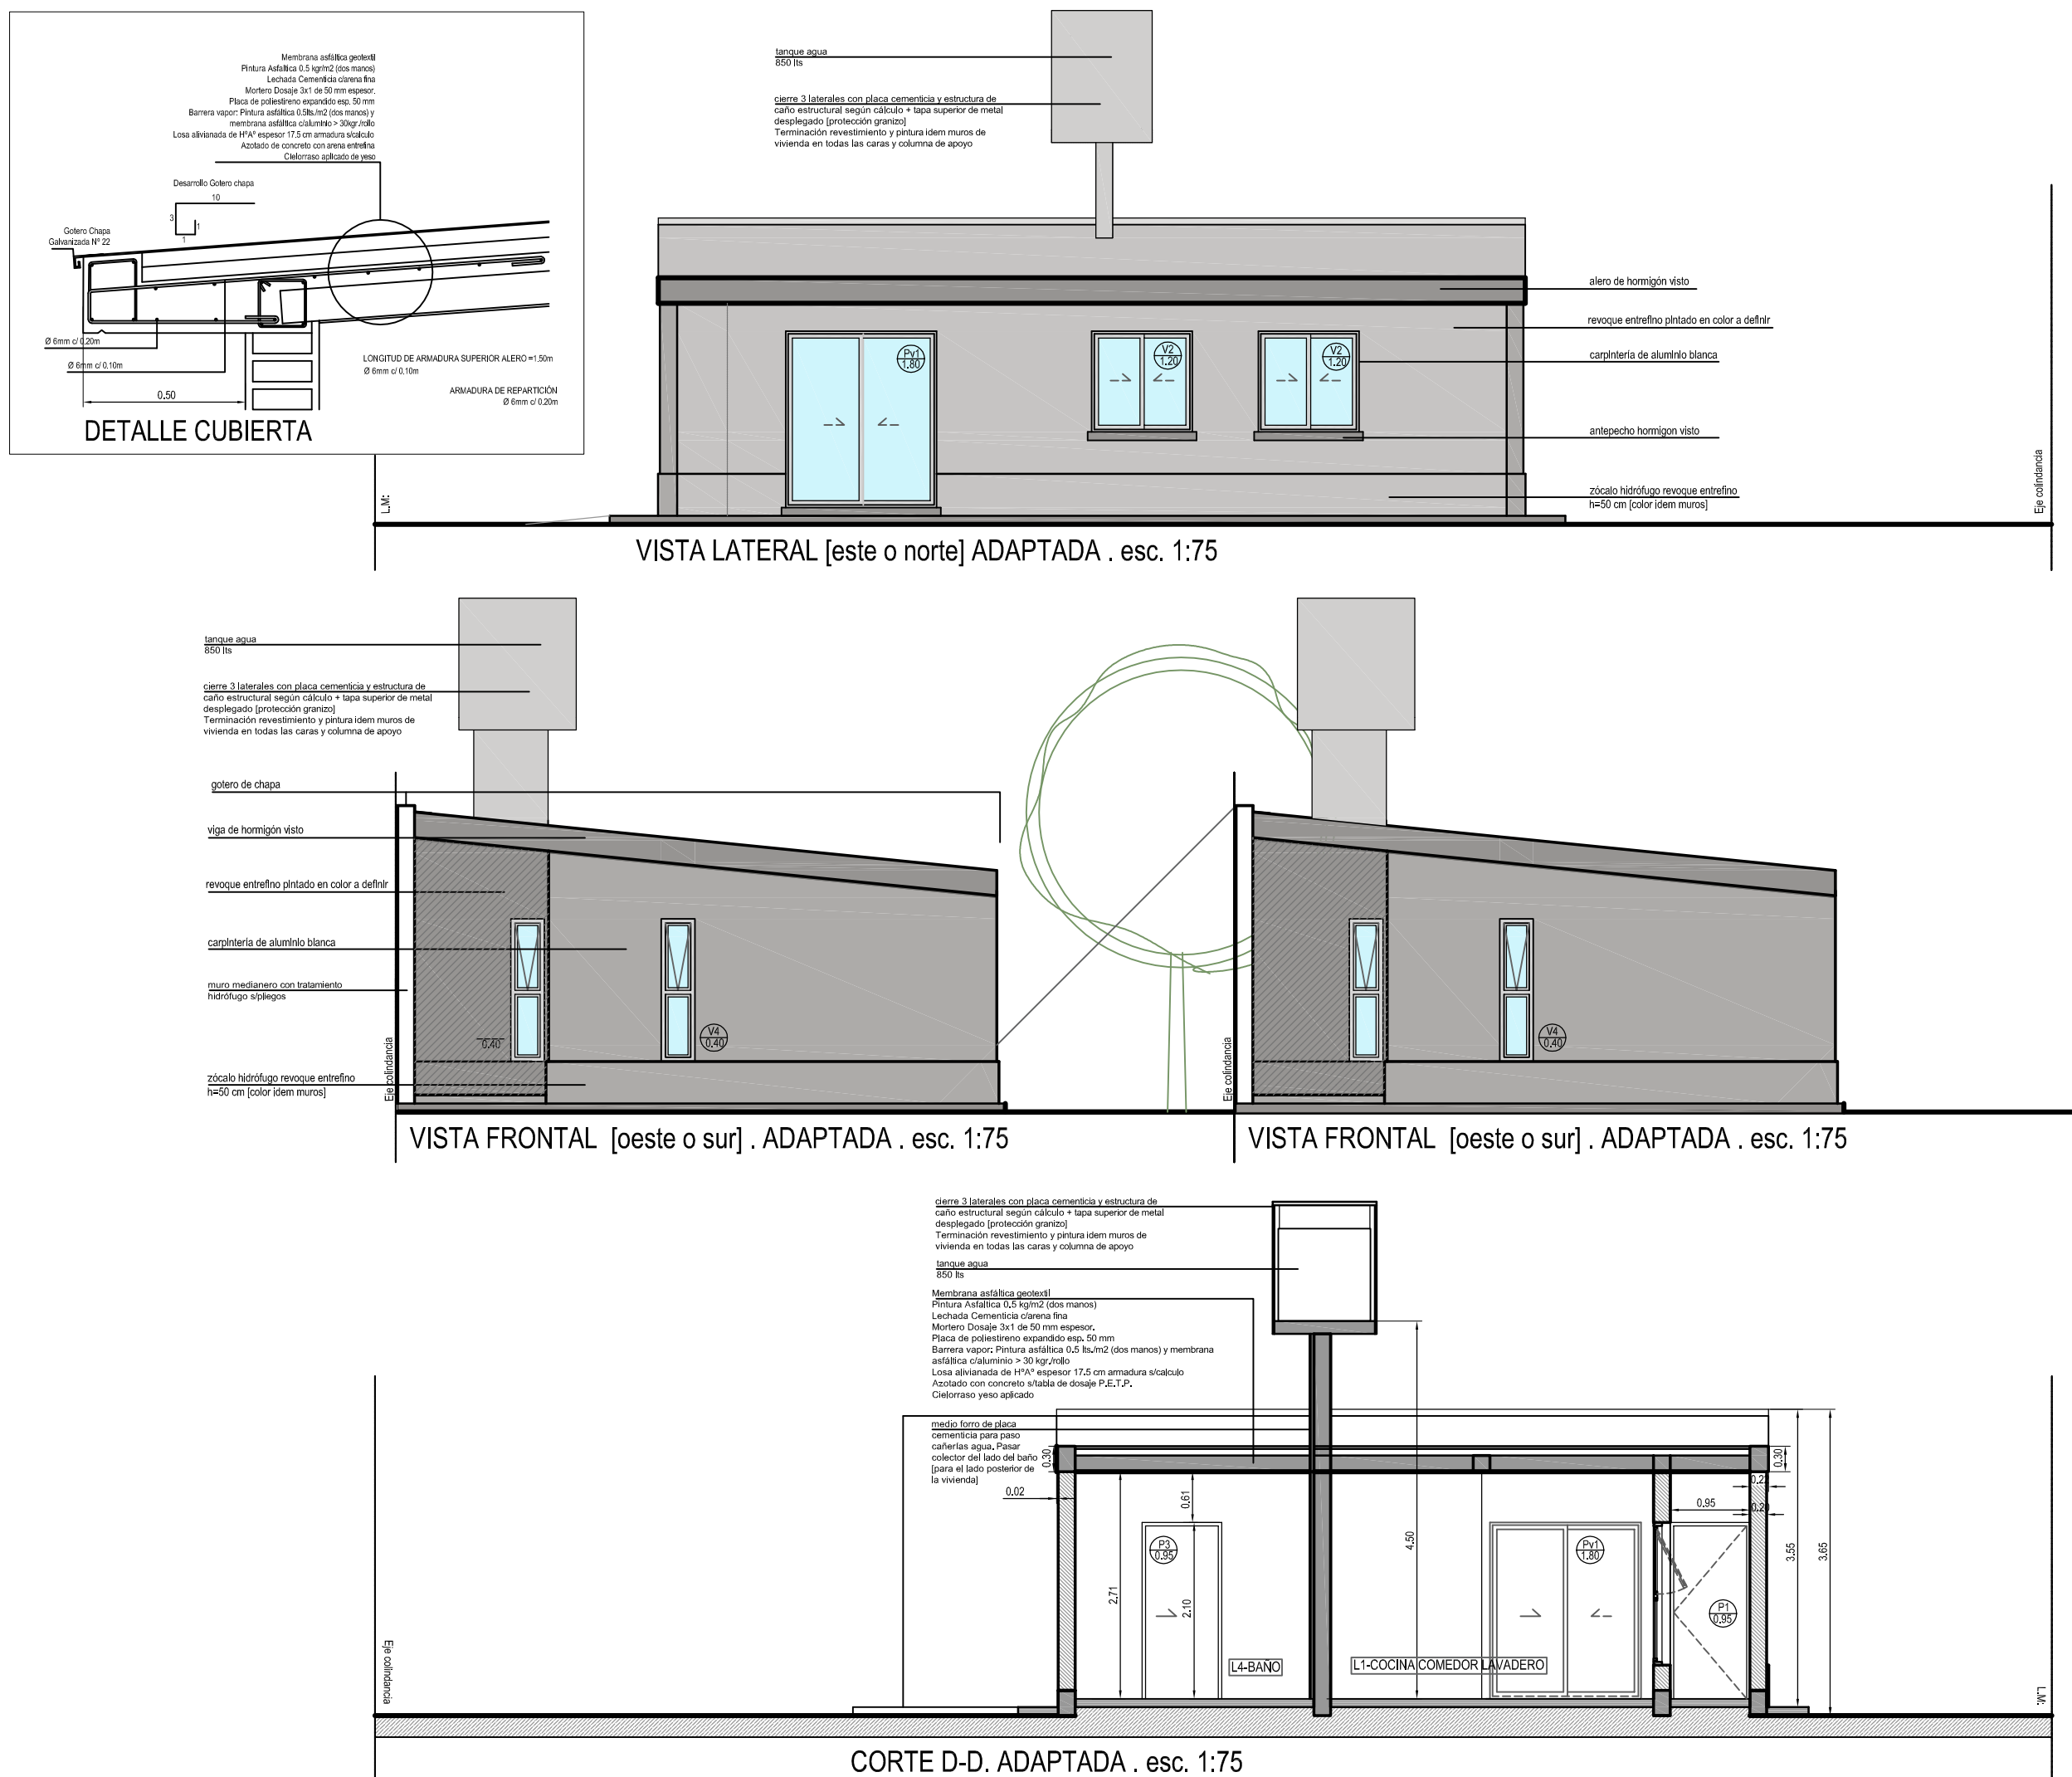 Membrana asfáltica geotextil
Pintura Asfaltica 0.5 kgr/m2 (dos manos)
Lechada Cementicia c/arena fina
Mortero Dosaje 3x1 de 50 mm espesor.
Placa de poliestireno expandido esp. 50 mm
Barrera vapor: Pintura asfáltica 0.5lts./m2 (dos manos) y
membrana asfáltica c/aluminio > 30kgr./rollo
Losa alivianada de HºAº espesor 17.5 cm armadura s/calculo
Azotado de concreto con arena entrefina
Cielorraso aplicado de yeso
Desarrollo Gotero chapa
10
3
1
1
Gotero Chapa
Galvanizada Nº 22
Ø 6mm c/ 0.20m
Ø 6mm c/ 0.10m
LONGITUD DE ARMADURA SUPERIOR ALERO =1.50m
Ø 6mm c/ 0.10m
ARMADURA DE REPARTICIÓN
Ø 6mm c/ 0.20m
0.50
DETALLE CUBIERTA
tanque agua
850 lts
cierre 3 laterales con placa cementicia y estructura de
caño estructural según cálculo + tapa superior de metal
desplegado [protección granizo]
Terminación revestimiento y pintura idem muros de
vivienda en todas las caras y columna de apoyo
alero de hormigón visto
revoque entrefino pintado en color a definir
carpintería de aluminio blanca
antepecho hormigon visto
zócalo hidrófugo revoque entrefino
h=50 cm [color idem muros]
Pv1
1.80
V2
1.20
V2
1.20
L.M:
Eje colindancia
VISTA LATERAL [este o norte] ADAPTADA . esc. 1:75
tanque agua
850 lts
cierre 3 laterales con placa cementicia y estructura de
caño estructural según cálculo + tapa superior de metal
desplegado [protección granizo]
Terminación revestimiento y pintura idem muros de
vivienda en todas las caras y columna de apoyo
gotero de chapa
viga de hormigón visto
revoque entrefino pintado en color a definir
carpintería de aluminio blanca
muro medianero con tratamiento
hidrófugo s/pliegos
zócalo hidrófugo revoque entrefino
h=50 cm [color idem muros]
0.40
V4
0.40
Eje colindancia
V4
0.40
Eje colindancia
VISTA FRONTAL [oeste o sur] . ADAPTADA . esc. 1:75
VISTA FRONTAL [oeste o sur] . ADAPTADA . esc. 1:75
cierre 3 laterales con placa cementicia y estructura de
caño estructural según cálculo + tapa superior de metal
desplegado [protección granizo]
Terminación revestimiento y pintura idem muros de
vivienda en todas las caras y columna de apoyo
tanque agua
850 lts
Membrana asfáltica geotextil
Pintura Asfaltica 0.5 kg/m2 (dos manos)
Lechada Cementicia c/arena fina
Mortero Dosaje 3x1 de 50 mm espesor.
Placa de poliestireno expandido esp. 50 mm
Barrera vapor: Pintura asfáltica 0.5 lts./m2 (dos manos) y membrana
asfáltica c/aluminio > 30 kgr./rollo
Losa alivianada de HºAº espesor 17.5 cm armadura s/calculo
Azotado con concreto s/tabla de dosaje P.E.T.P.
Cielorraso yeso aplicado
medio forro de placa
cementicia para paso
cañerías agua. Pasar
colector del lado del baño
[para el lado posterior de
la vivienda]
0.02
0.30
0.61
2.71
2.10
4.50
0.30
0.22
0.20
0.95
3.55
3.65
P3
0.95
Pv1
1.80
P1
0.95
L4-BAÑO
L1-COCINA COMEDOR LAVADERO
Eje colindancia
L.M:
CORTE D-D. ADAPTADA . esc. 1:75